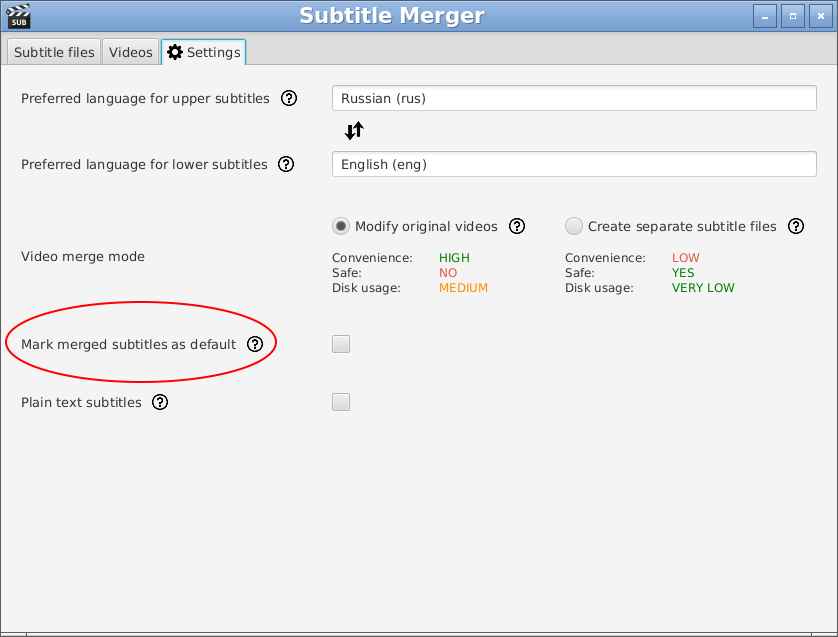 SUB
Subtitle Merger
Subtitle files
Videos
Settings
Preferred language for upper subtitles ?
Russian (rus)
Preferred language for lower subtitles ?
English (eng)
Modify original videos ?
Create separate subtitle files ?
Video merge mode
Convenience: HIGH
Safe: NO
Disk usage: MEDIUM
Convenience: LOW
Safe: YES
Disk usage: VERY LOW
Mark merged subtitles as default ?
Plain text subtitles ?